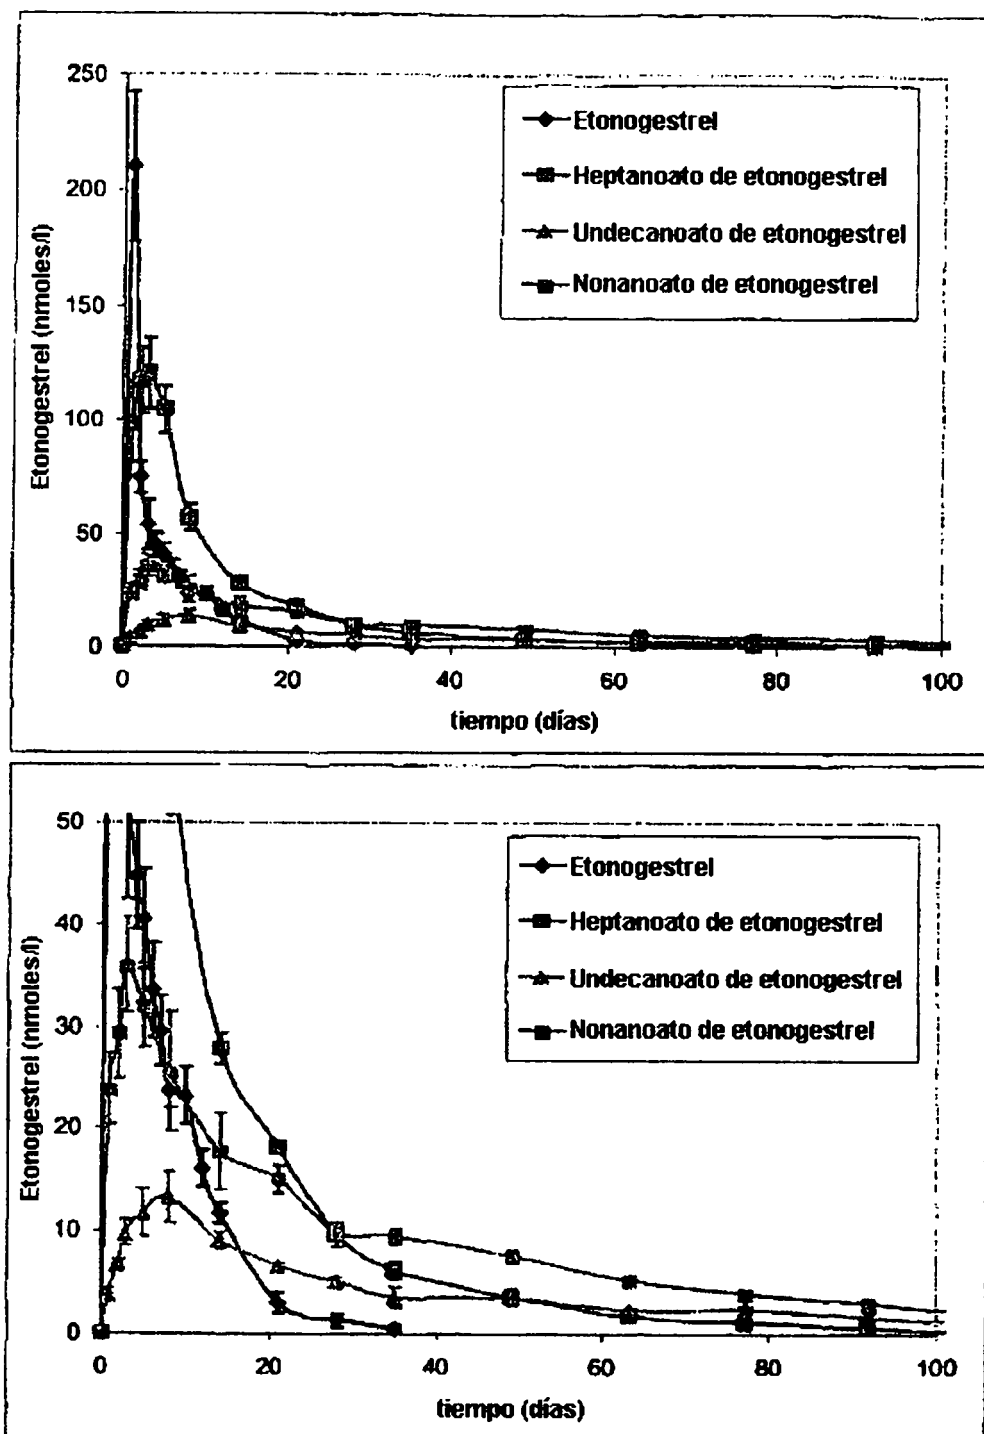 250
200
150
100
50
0
Etonogestrel (nmoles/l)
Etonogestrel
Heptanoato de etonogestrel
Undecanoato de etonogestrel
Nonanoato de etonogestrel
0 20 40 60 80 100
tiempo (días)
50
40
30
20
10
0
Etonogestrel (nmoles/l)
Etonogestrel
Heptanoato de etonogestrel
Undecanoato de etonogestrel
Nonanoato de etonogestrel
0 20 40 60 80 100
tiempo (días)